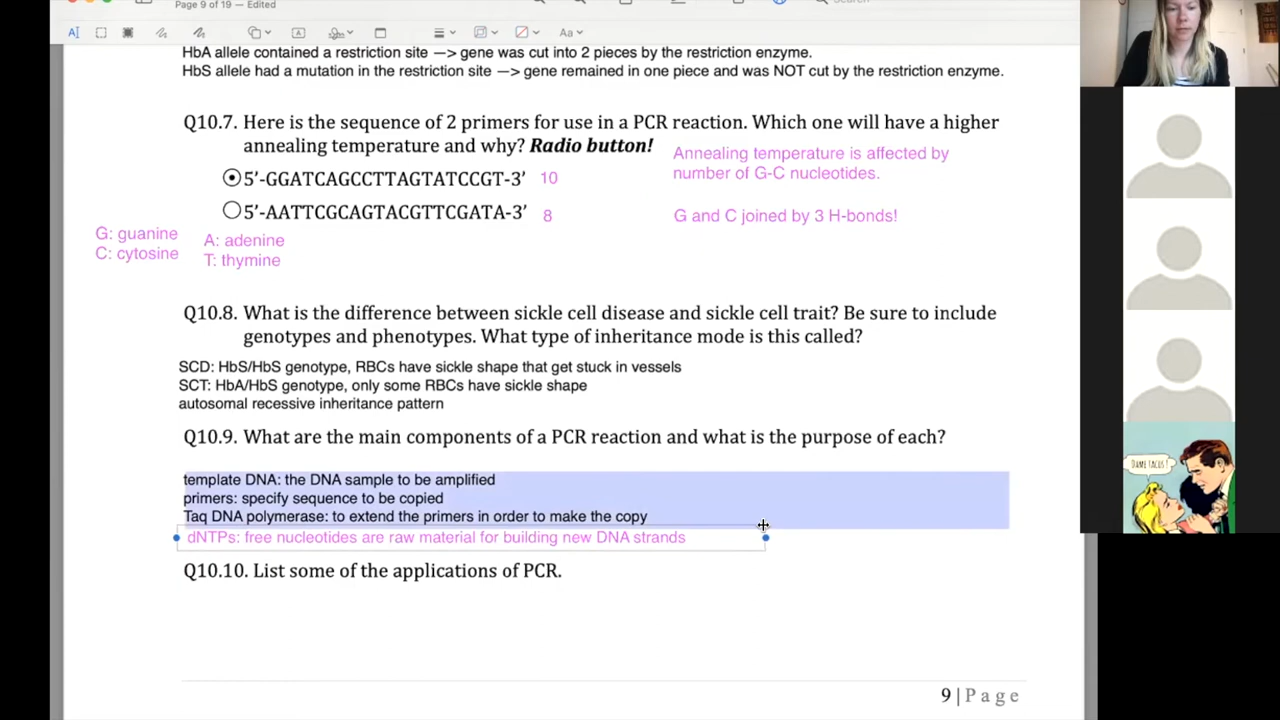 Page 9 of 19 — Edited
Search
Aa
HbA allele contained a restriction site —> gene was cut into 2 pieces by the restriction enzyme.
HbS allele had a mutation in the restriction site —> gene remained in one piece and was NOT cut by the restriction enzyme.
Q10.7. Here is the sequence of 2 primers for use in a PCR reaction. Which one will have a higher
annealing temperature and why? Radio button!
Annealing temperature is affected by
number of G-C nucleotides.
5’-GGATCAGCCTTAGTATCCGT-3’ 10
5’-AATTCGCAGTACGTTCGATA-3’ 8
G and C joined by 3 H-bonds!
G: guanine
C: cytosine
A: adenine
T: thymine
Q10.8. What is the difference between sickle cell disease and sickle cell trait? Be sure to include
genotypes and phenotypes. What type of inheritance mode is this called?
SCD: HbS/HbS genotype, RBCs have sickle shape that get stuck in vessels
SCT: HbA/HbS genotype, only some RBCs have sickle shape
autosomal recessive inheritance pattern
Q10.9. What are the main components of a PCR reaction and what is the purpose of each?
template DNA: the DNA sample to be amplified
primers: specify sequence to be copied
Taq DNA polymerase: to extend the primers in order to make the copy
dNTPs: free nucleotides are raw material for building new DNA strands
Q10.10. List some of the applications of PCR.
9 | Page
DAME TACOS!